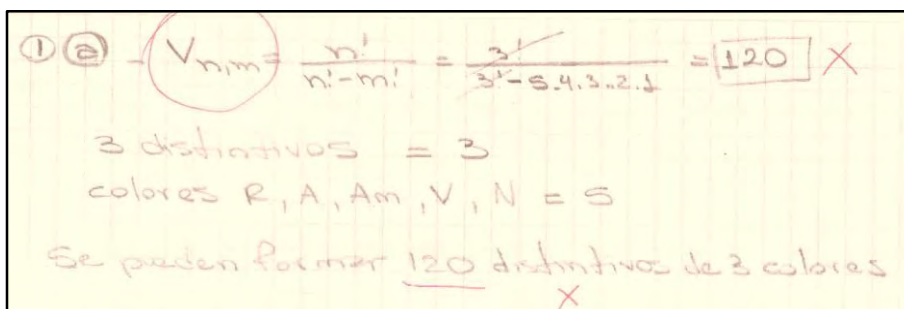 ① ⓐ - V n,m = n! / n!-m! = 3! / 3!-5.4.3.2.1 = 120 X
3 distintivos = 3
colores R, A, Am, V, N = 5
Se pueden formar 120 distintivos de 3 colores
X